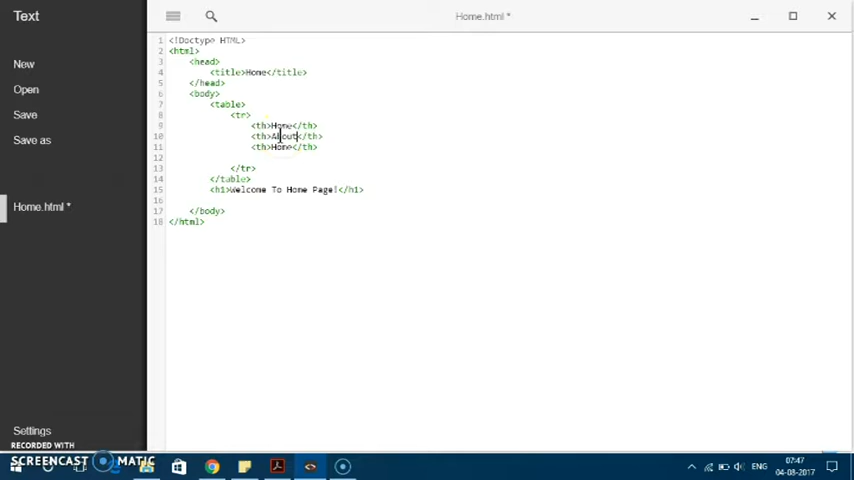 Text
Home.html *
New
Open
Save
Save as
Home.html *
Settings
1 <!Doctype> HTML>
2 <html>
3 <head>
4 <title>Home</title>
5 </head>
6 <body>
7 <table>
8 <tr>
9 <th>Home</th>
10 <th>About</th>
11 <th>Home</th>
12
13 </tr>
14 </table>
15 <h1>Welcome To Home Page!</h1>
16
17 </body>
18 </html>
RECORDED WITH
SCREENCAST MATIC
ENG
07:47
04-08-2017